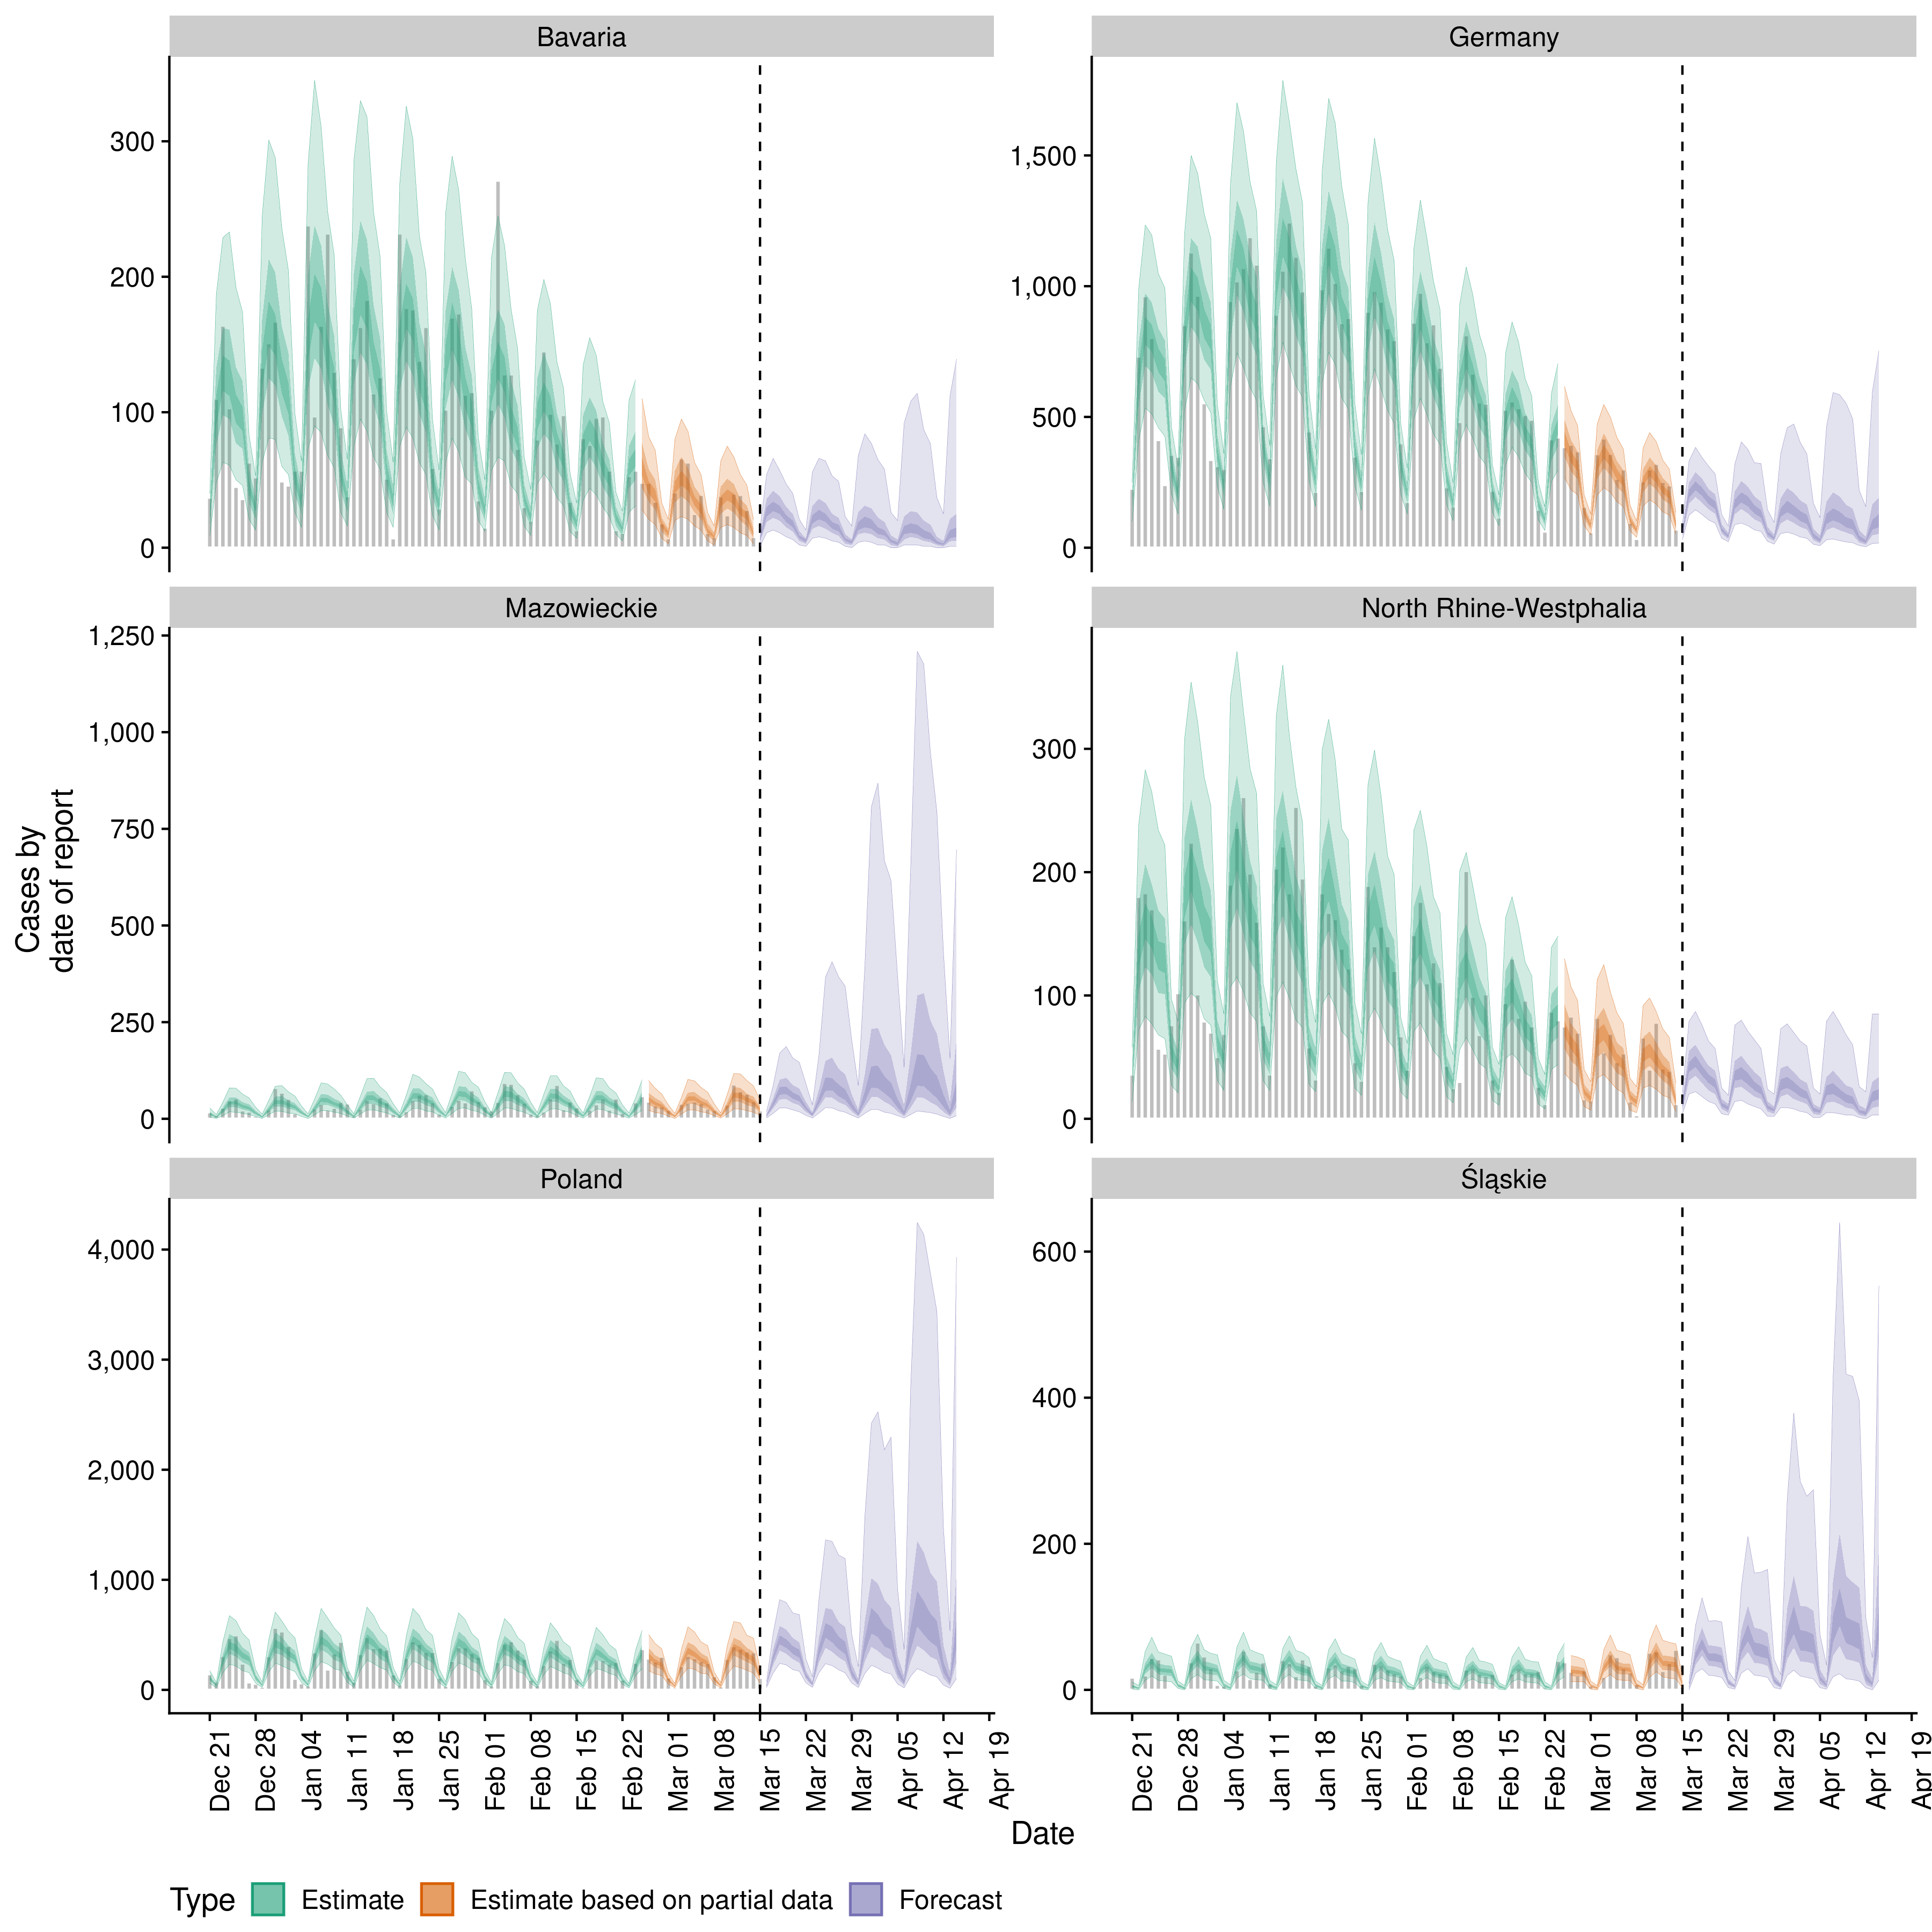 Bavaria
Germany
300
200
100
0
1,500
1,000
500
0
Mazowieckie
North Rhine-Westphalia
1,250
1,000
750
500
250
0
300
200
100
0
Cases by
date of report
Poland
Śląskie
4,000
3,000
2,000
1,000
0
600
400
200
0
Dec 21
Dec 28
Jan 04
Jan 11
Jan 18
Jan 25
Feb 01
Feb 08
Feb 15
Feb 22
Mar 01
Mar 08
Mar 15
Mar 22
Mar 29
Apr 05
Apr 12
Apr 19
Dec 21
Dec 28
Jan 04
Jan 11
Jan 18
Jan 25
Feb 01
Feb 08
Feb 15
Feb 22
Mar 01
Mar 08
Mar 15
Mar 22
Mar 29
Apr 05
Apr 12
Apr 19
Date
Type Estimate Estimate based on partial data Forecast